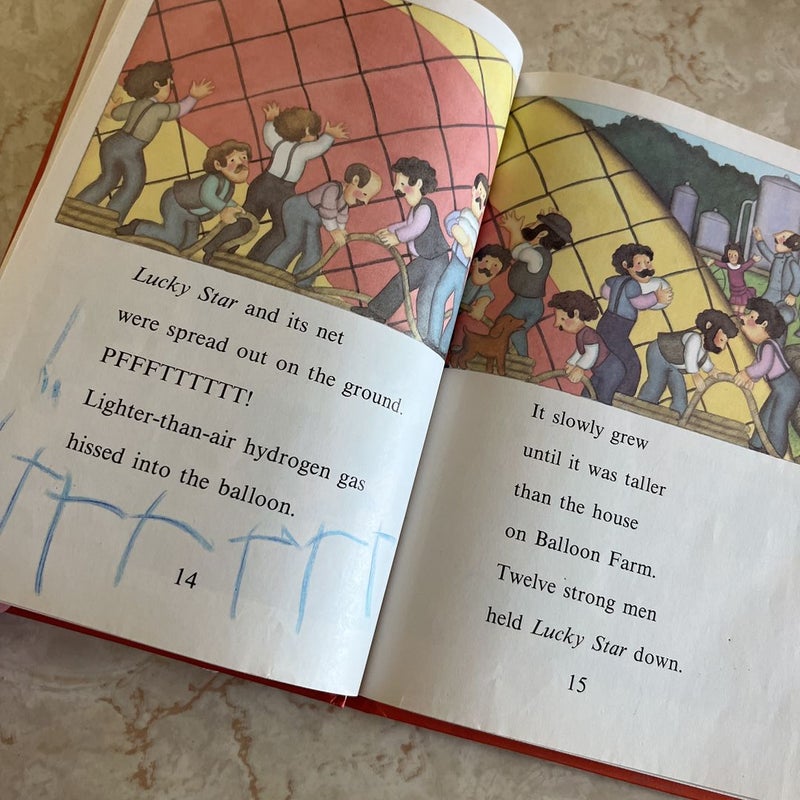 Lucky Star and its net
were spread out on the ground.
PFFFTTTTTT!
Lighter-than-air hydrogen gas
hissed into the balloon.
14
It slowly grew
until it was taller
than the house
on Balloon Farm.
Twelve strong men
held Lucky Star down.
15